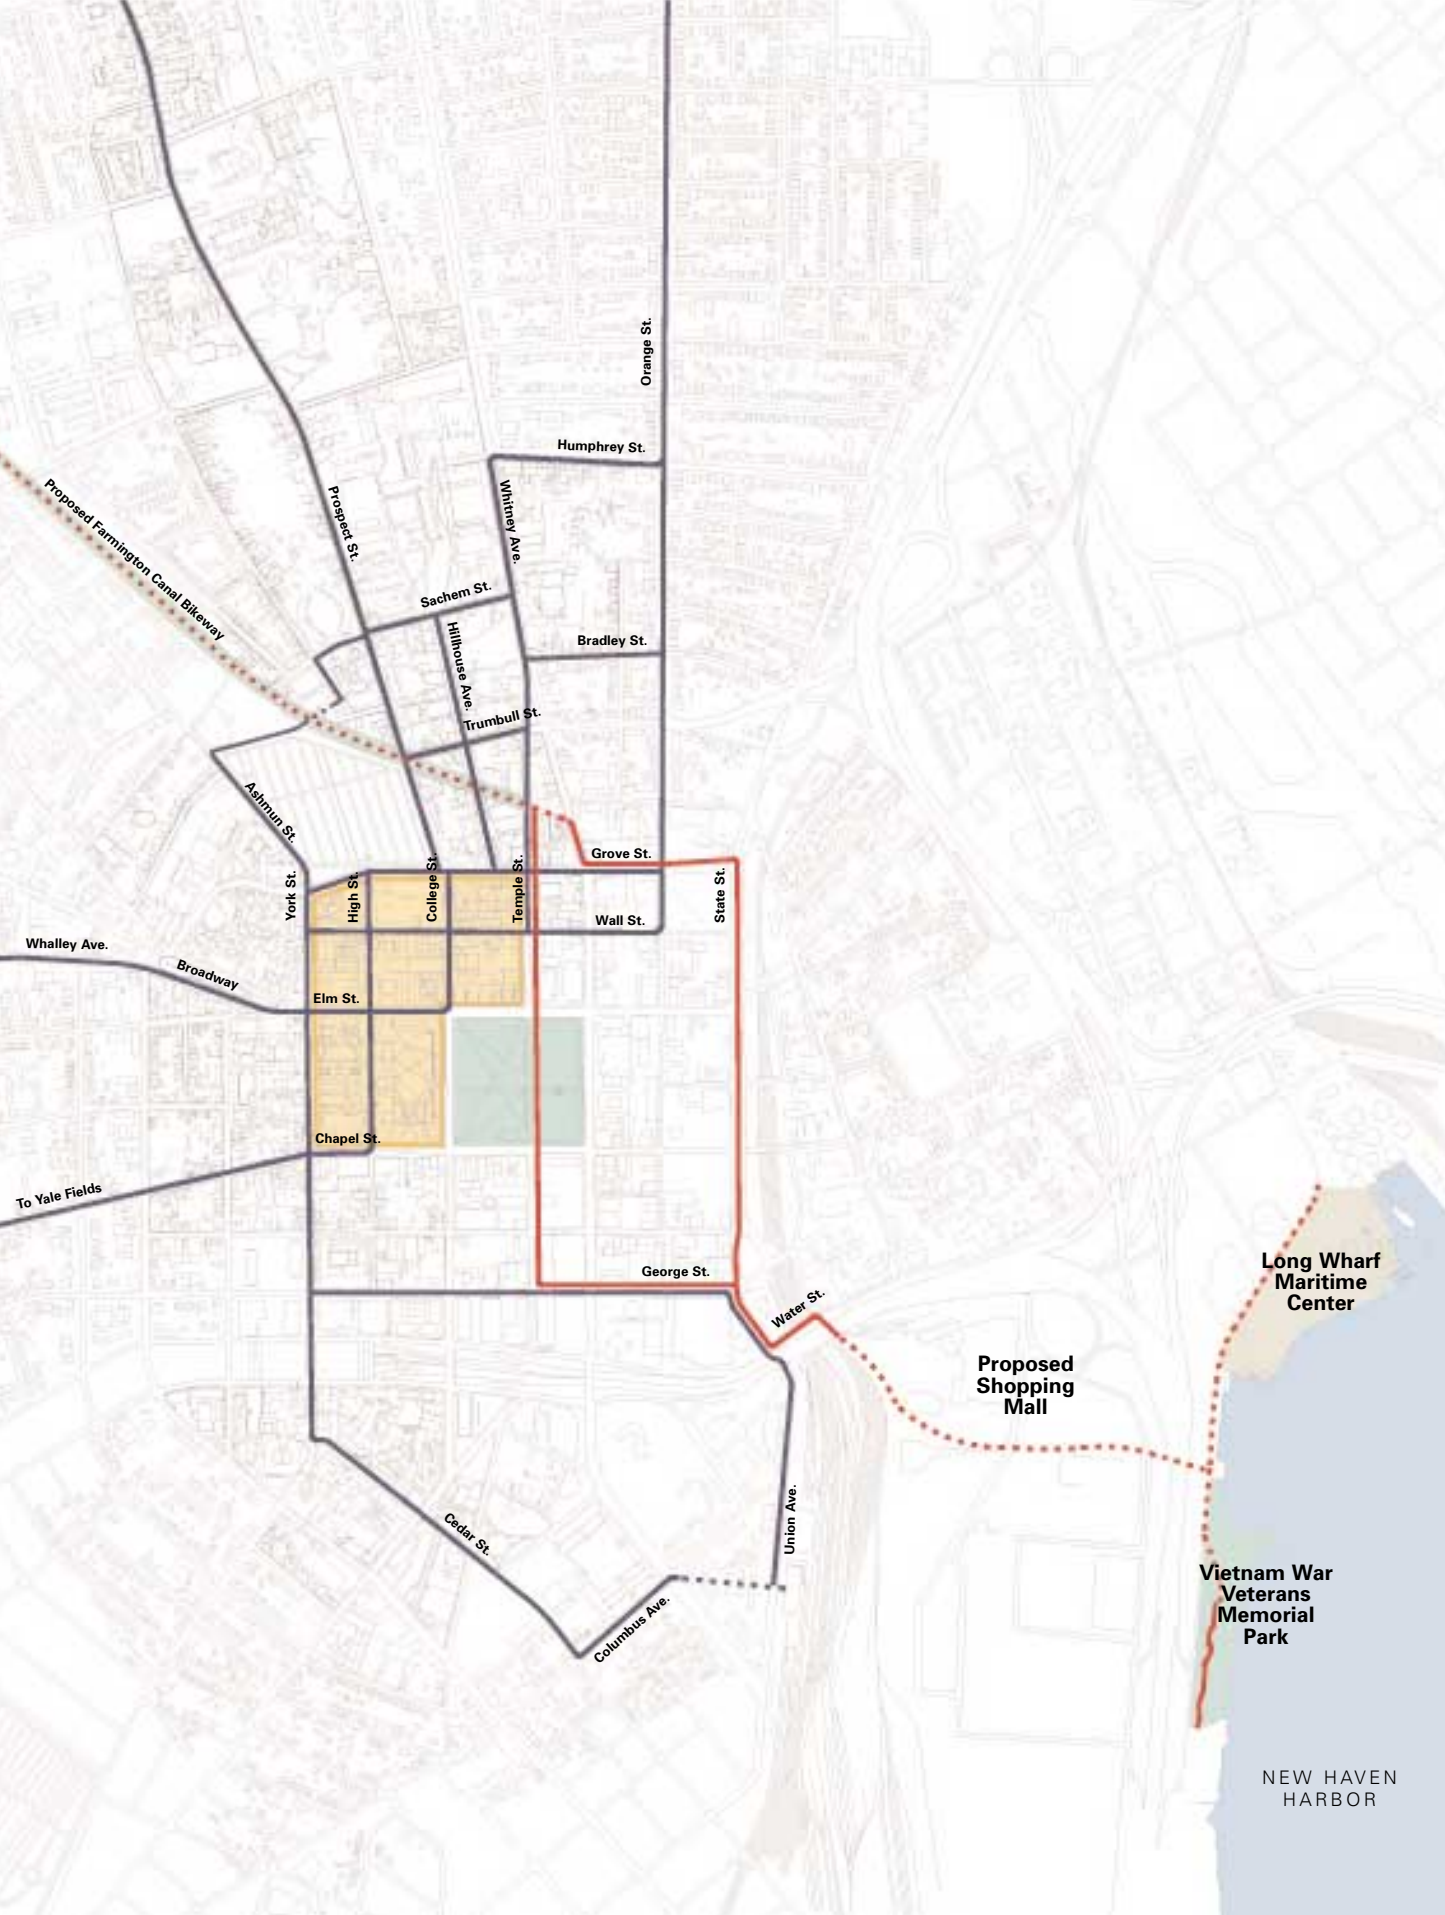 Orange St.
Humphrey St.
Whitney Ave.
Prospect St.
Proposed Farmington Canal Bikeway
Sachem St.
Hillhouse Ave.
Bradley St.
Trumbull St.
Ashmun St.
Grove St.
York St.
High St.
College St.
Temple St.
State St.
Wall St.
Whalley Ave.
Broadway
Elm St.
Chapel St.
To Yale Fields
George St.
Water St.
Long Wharf
Maritime
Center
Proposed
Shopping
Mall
Union Ave.
Cedar St.
Columbus Ave.
Vietnam War
Veterans
Memorial
Park
NEW HAVEN
HARBOR